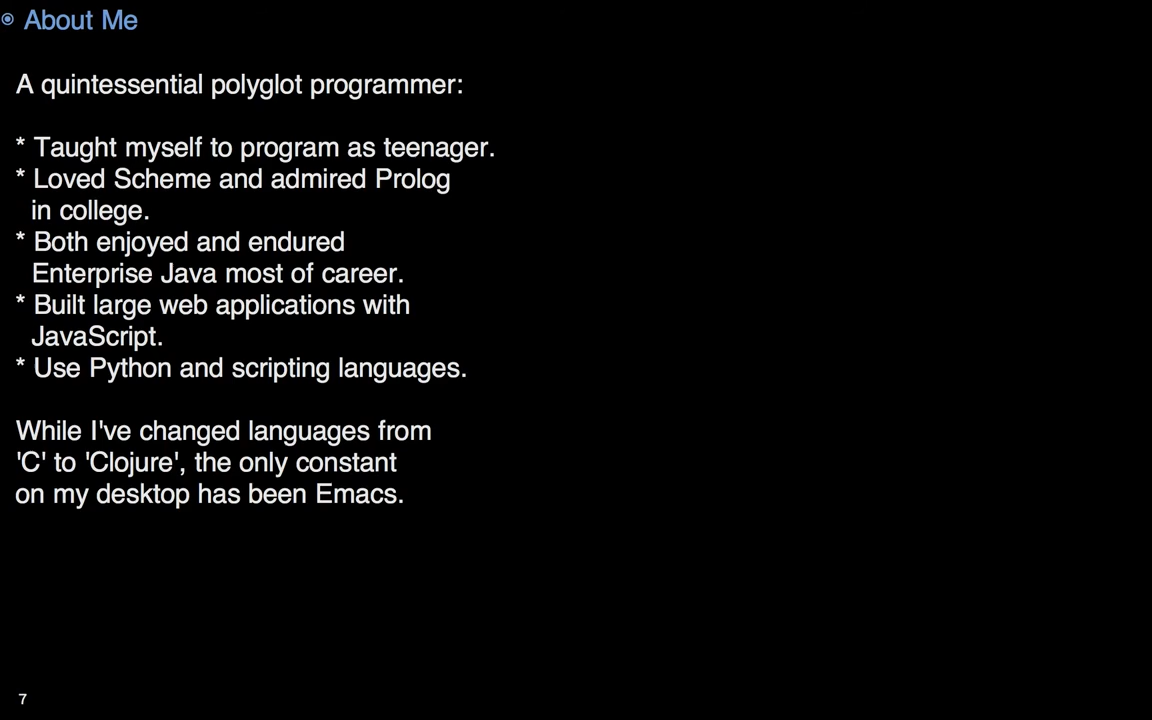 About Me
A quintessential polyglot programmer:
* Taught myself to program as teenager.
* Loved Scheme and admired Prolog
in college.
* Both enjoyed and endured
Enterprise Java most of career.
* Built large web applications with
JavaScript.
* Use Python and scripting languages.
While I've changed languages from
'C' to 'Clojure', the only constant
on my desktop has been Emacs.
7